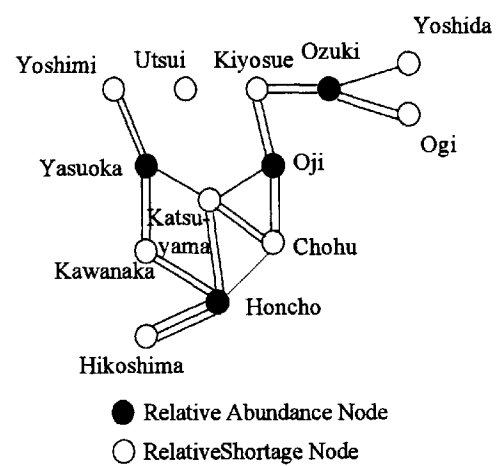 Yoshida
Yoshimi Utsui Kiyosue Ozuki
Ogi
Yasuoka Oji
Katsu-
yama
Chohu
Kawanaka
Honcho
Hikoshima
Relative Abundance Node
RelativeShortage Node